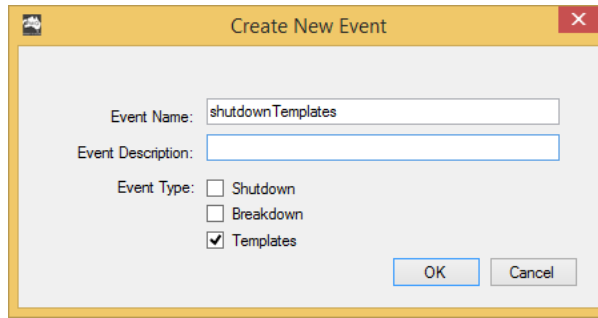 Create New Event
Event Name: shutdownTemplates
Event Description:
Event Type: Shutdown
Breakdown
Templates
OK Cancel